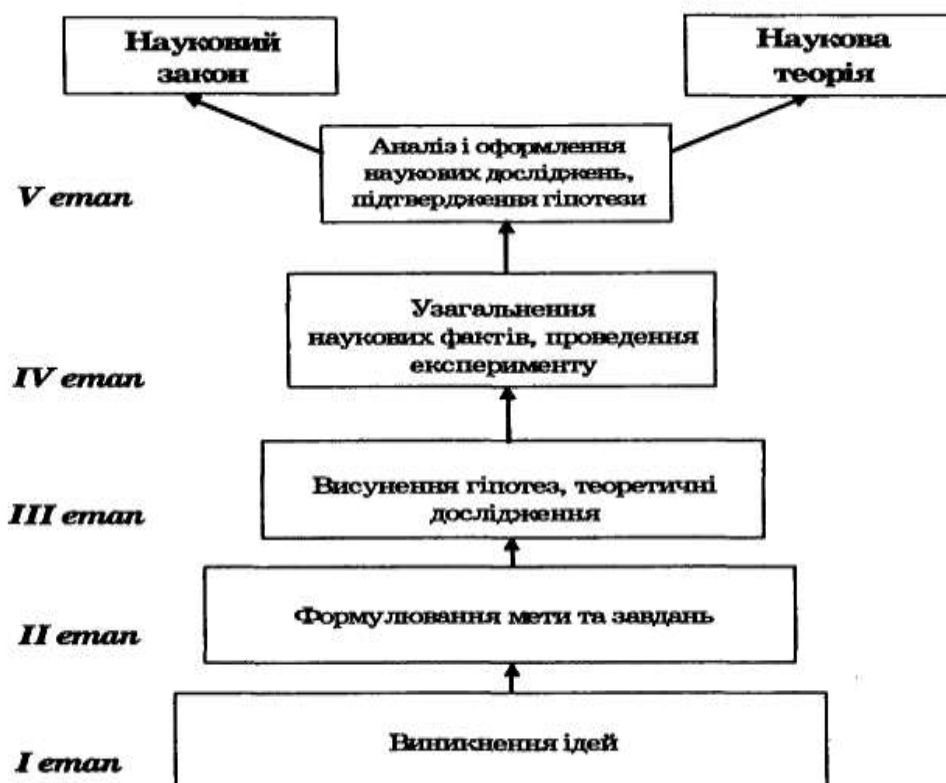 Науковий
закон
Наукова
теорія
Аналіз і оформлення
наукових досліджень,
підтвердження гіпотези
V етап
Узагальнення
наукових фактів, проведення
експерименту
IV етап
Висунення гіпотез, теоретичні
дослідження
III етап
Формулювання мети та завдань
II етап
Виникнення ідей
I етап